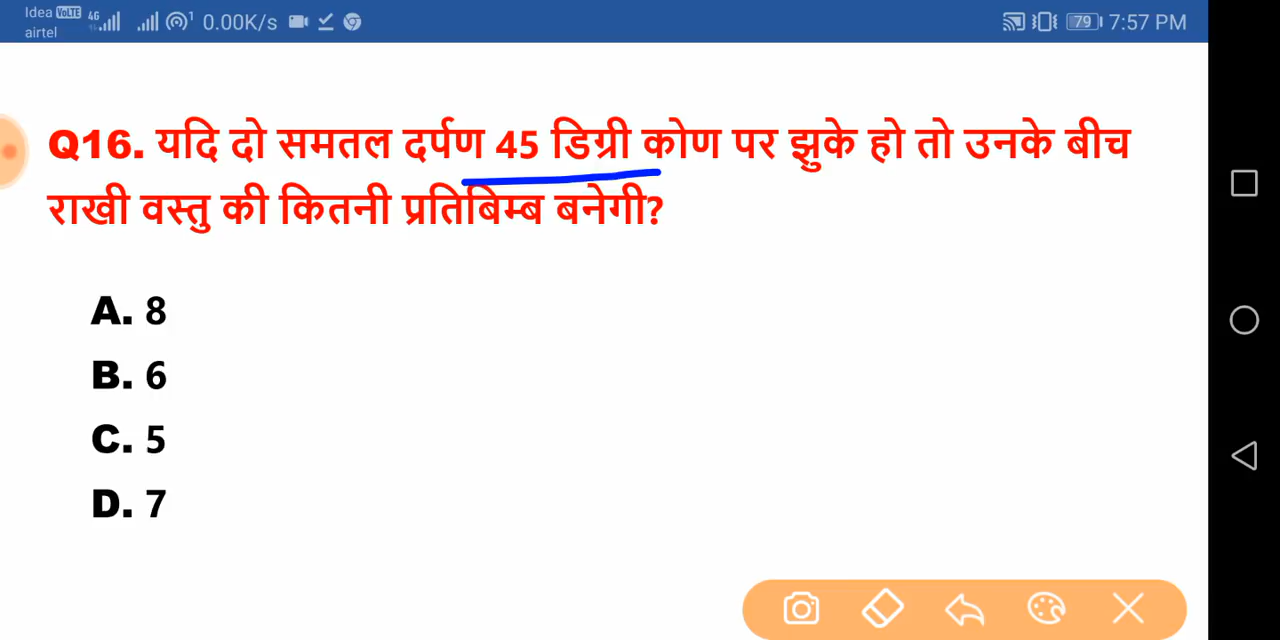 Idea VoLTE 4G 1 0.00K/s 79 7:57 PM
airtel
Q16. यदि दो समतल दर्पण 45 डिग्री कोण पर झुके हो तो उनके बीच
राखी वस्तु की कितनी प्रतिबिम्ब बनेगी?
A. 8
B. 6
C. 5
D. 7